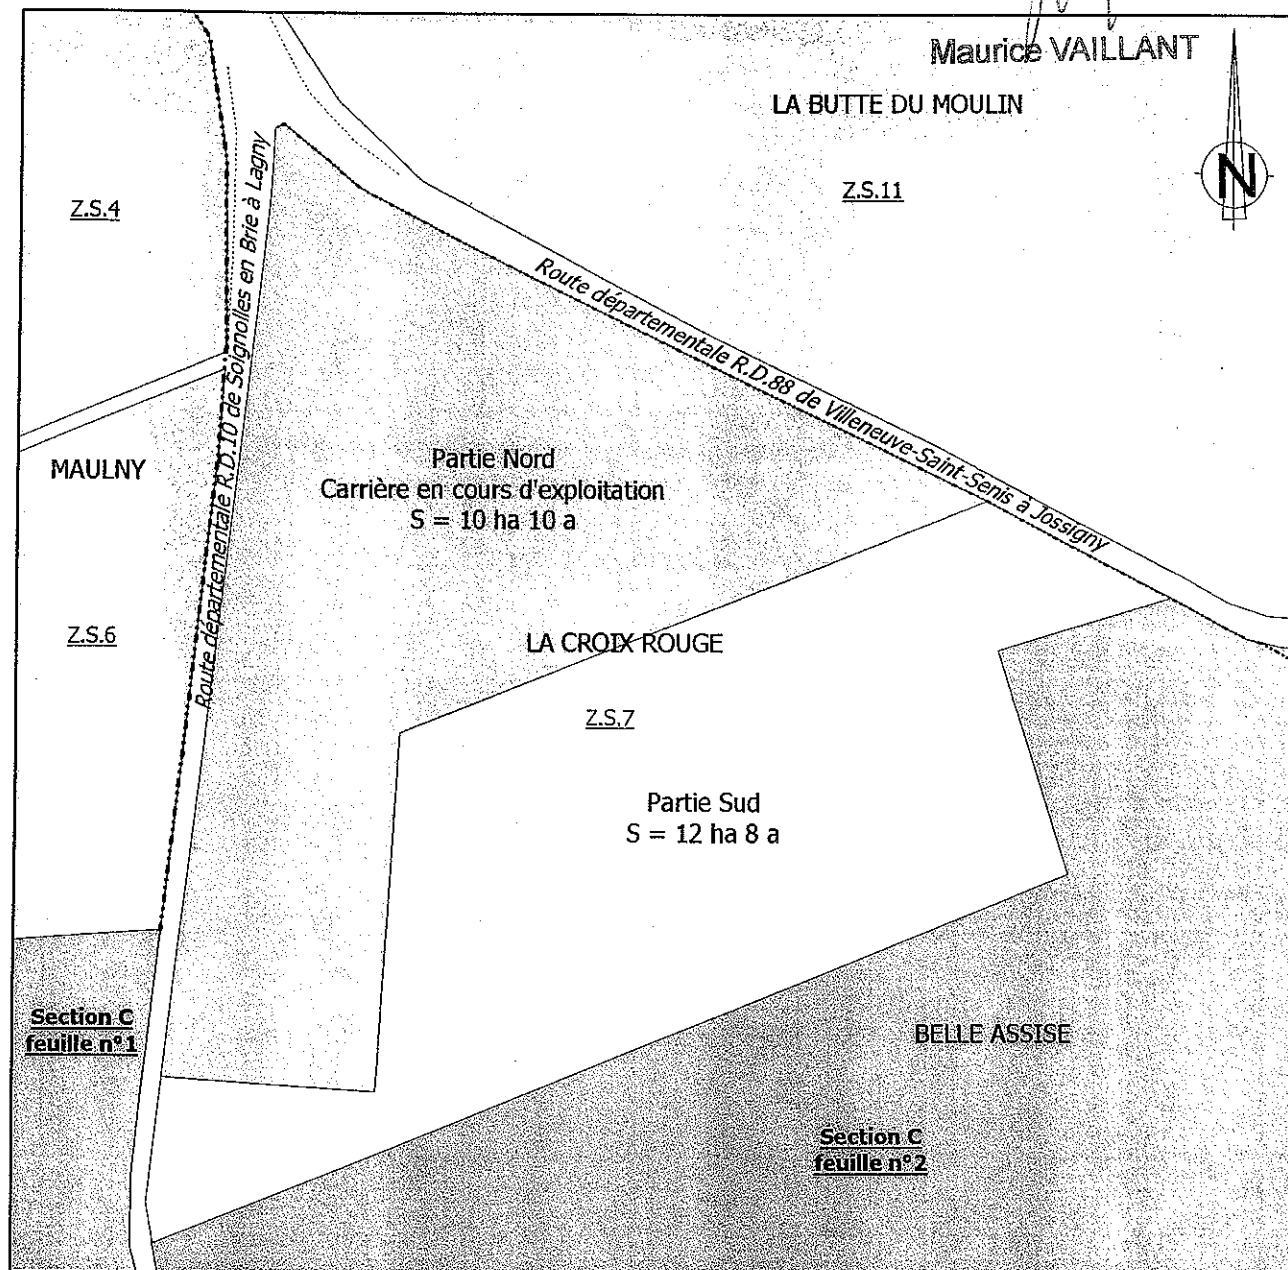 Maurice VAILLANT
LA BUTTE DU MOULIN
Z.S.11
N
Z.S.4
Route départementale R.D.10 de Soignolles en Brie à Lagny
Route départementale R.D.88 de Villeneuve-Saint-Senis à Jossigny
MAULNY
Partie Nord
Carrière en cours d'exploitation
S = 10 ha 10 a
Z.S.6
LA CROIX ROUGE
Z.S.7
Partie Sud
S = 12 ha 8 a
Section C
feuille n°1
BELLE ASSISE
Section C
feuille n°2